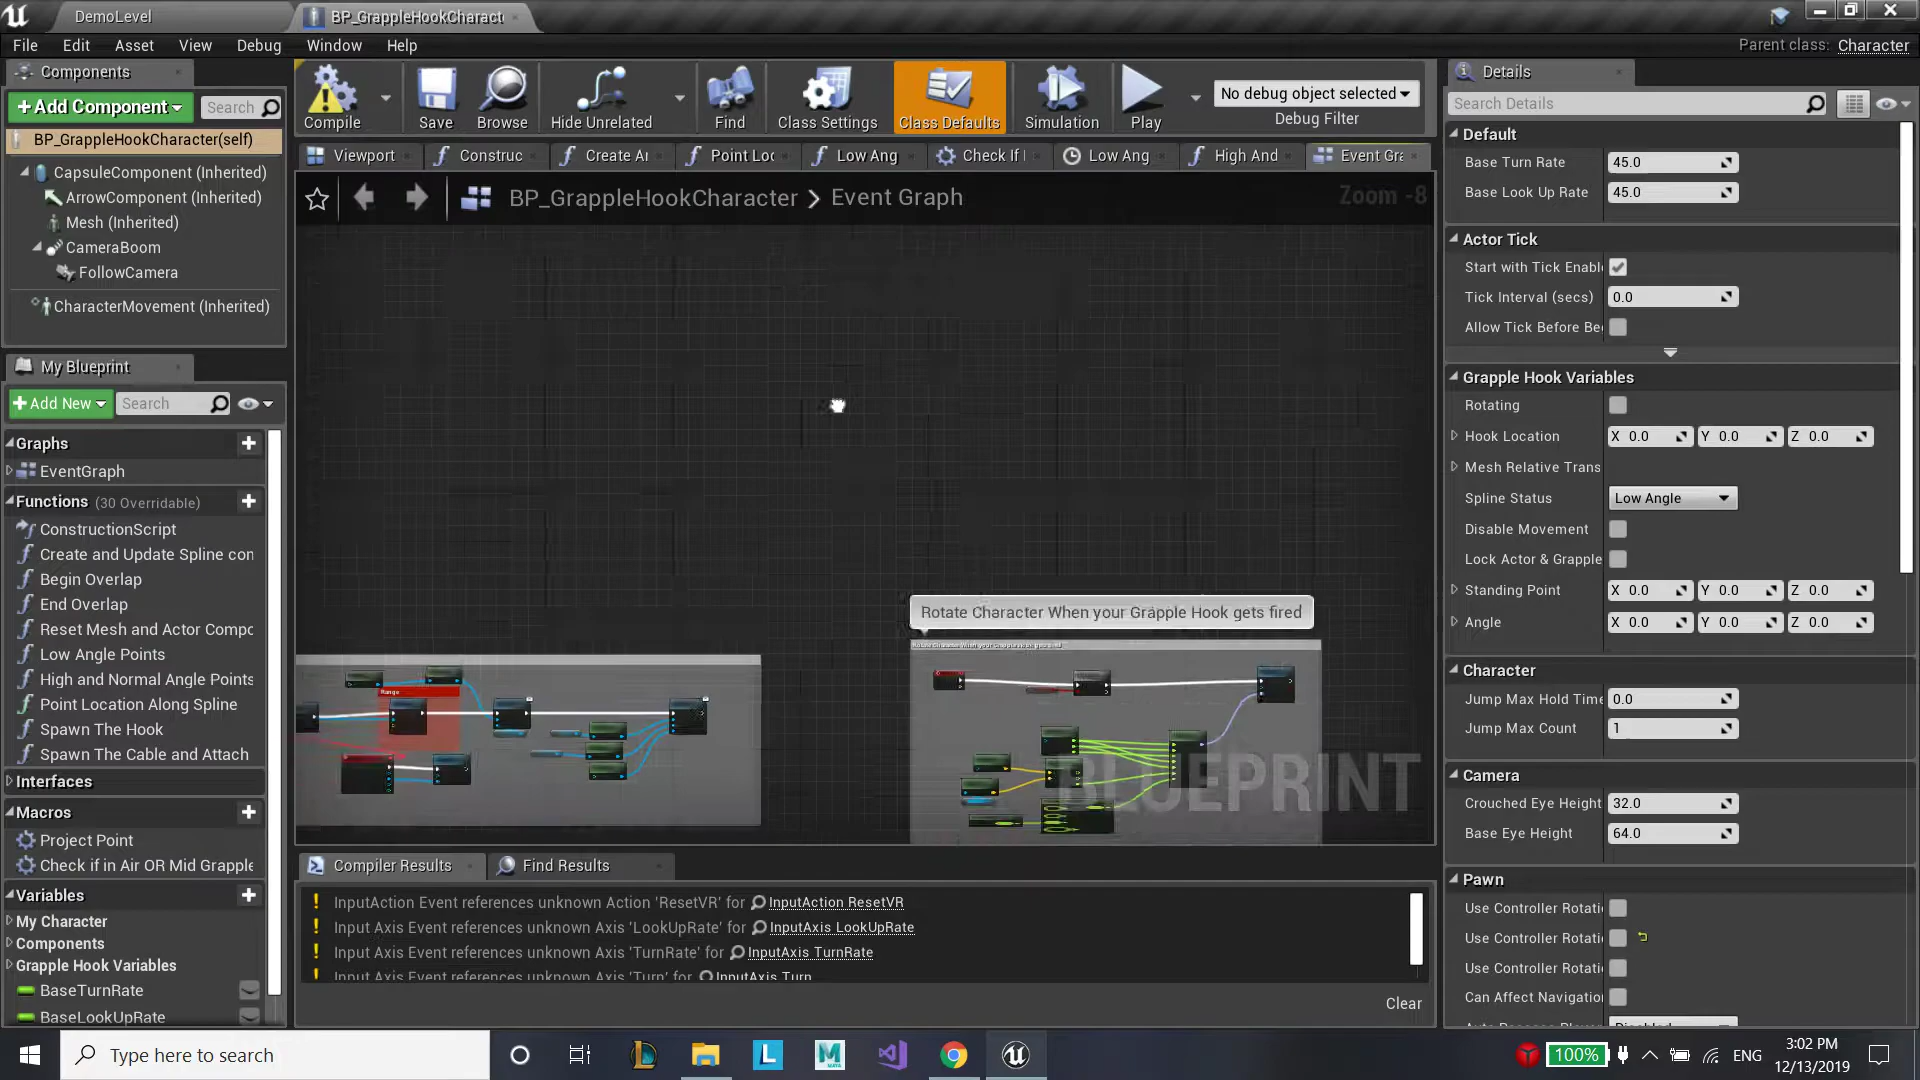 DemoLevel
BP_GrappleHookCharact
File Edit Asset View Debug Window Help
Parent class: Character
Components
+Add Component
Search
BP_GrappleHookCharacter(self)
CapsuleComponent (Inherited)
ArrowComponent (Inherited)
Mesh (Inherited)
CameraBoom
FollowCamera
CharacterMovement (Inherited)
My Blueprint
+Add New
Search
Graphs
EventGraph
Functions (30 Overridable)
ConstructionScript
Create and Update Spline con
Begin Overlap
End Overlap
Reset Mesh and Actor Compo
Low Angle Points
High and Normal Angle Points
Point Location Along Spline
Spawn The Hook
Spawn The Cable and Attach
Interfaces
Macros
Project Point
Check if in Air OR Mid Grapple
Variables
My Character
Components
Grapple Hook Variables
BaseTurnRate
BaseLookUpRate
Compile
Save
Browse
Hide Unrelated
Find
Class Settings
Class Defaults
Simulation
Play
No debug object selected
Debug Filter
Viewport
Construc
Create Ar
Point Loc
Low Ang
Check If I
Low Ang
High And
Event Gra
BP_GrappleHookCharacter > Event Graph
Zoom -8
Rotate Character When your Grapple Hook gets fired
Range
BLUEPRINT
Compiler Results
Find Results
InputAction Event references unknown Action 'ResetVR' for InputAction ResetVR
Input Axis Event references unknown Axis 'LookUpRate' for InputAxis LookUpRate
Input Axis Event references unknown Axis 'TurnRate' for InputAxis TurnRate
Input Axis Event references unknown Axis 'Turn' for InputAxis Turn
Clear
Details
Search Details
Default
Base Turn Rate 45.0
Base Look Up Rate 45.0
Actor Tick
Start with Tick Enable
Tick Interval (secs) 0.0
Allow Tick Before Be
Grapple Hook Variables
Rotating
Hook Location X 0.0 Y 0.0 Z 0.0
Mesh Relative Trans
Spline Status Low Angle
Disable Movement
Lock Actor & Grapple
Standing Point X 0.0 Y 0.0 Z 0.0
Angle X 0.0 Y 0.0 Z 0.0
Character
Jump Max Hold Time 0.0
Jump Max Count 1
Camera
Crouched Eye Height 32.0
Base Eye Height 64.0
Pawn
Use Controller Rotati
Use Controller Rotati
Use Controller Rotati
Can Affect Navigation
Type here to search
100%
ENG
3:02 PM
12/13/2019